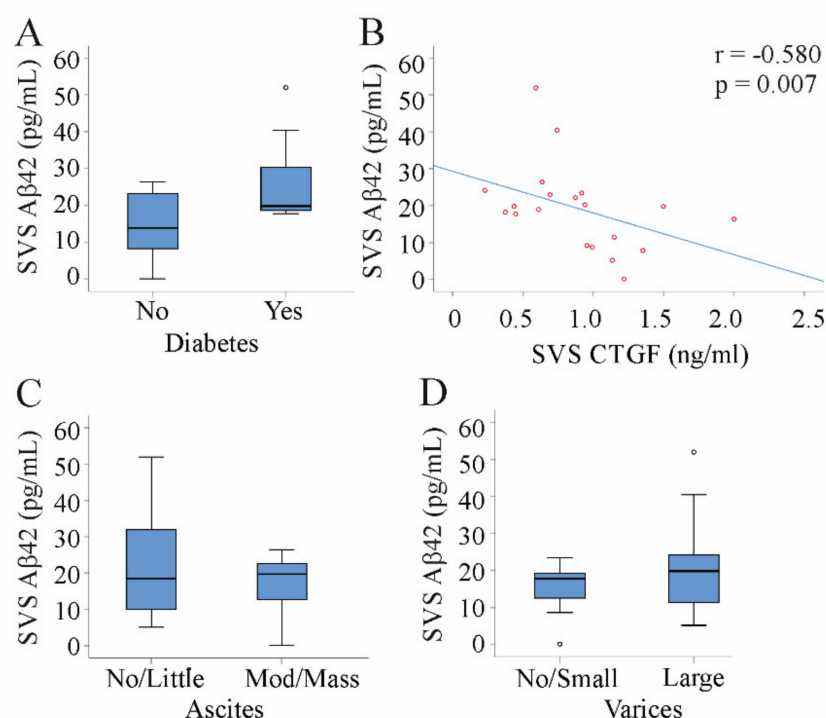 A
SVS Aβ42 (pg/mL)
60
50
40
30
20
10
0
No Yes
Diabetes
B
r = -0.580
p = 0.007
SVS Aβ42 (pg/mL)
60
50
40
30
20
10
0
0 0.5 1.0 1.5 2.0 2.5
SVS CTGF (ng/ml)
C
SVS Aβ42 (pg/mL)
60
50
40
30
20
10
0
No/Little Mod/Mass
Ascites
D
SVS Aβ42 (pg/mL)
60
50
40
30
20
10
0
No/Small Large
Varices